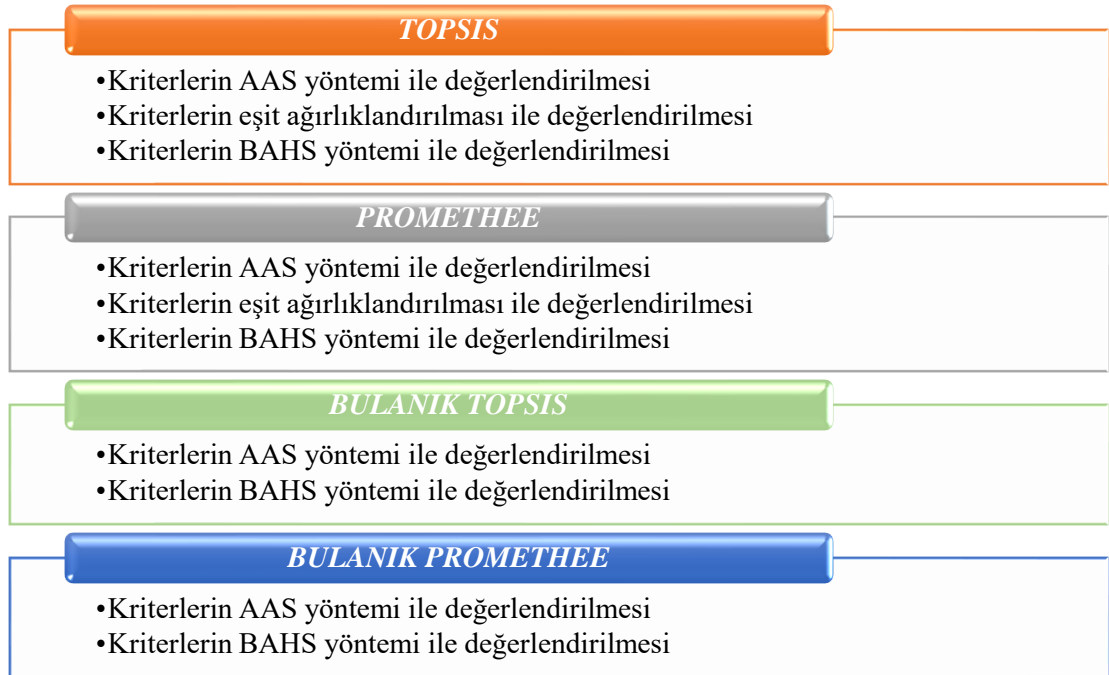 TOPSIS
•Kriterlerin AAS yöntemi ile değerlendirilmesi
•Kriterlerin eşit ağırlıklandırılması ile değerlendirilmesi
•Kriterlerin BAHS yöntemi ile değerlendirilmesi
PROMETHEE
•Kriterlerin AAS yöntemi ile değerlendirilmesi
•Kriterlerin eşit ağırlıklandırılması ile değerlendirilmesi
•Kriterlerin BAHS yöntemi ile değerlendirilmesi
BULANIK TOPSIS
•Kriterlerin AAS yöntemi ile değerlendirilmesi
•Kriterlerin BAHS yöntemi ile değerlendirilmesi
BULANIK PROMETHEE
•Kriterlerin AAS yöntemi ile değerlendirilmesi
•Kriterlerin BAHS yöntemi ile değerlendirilmesi